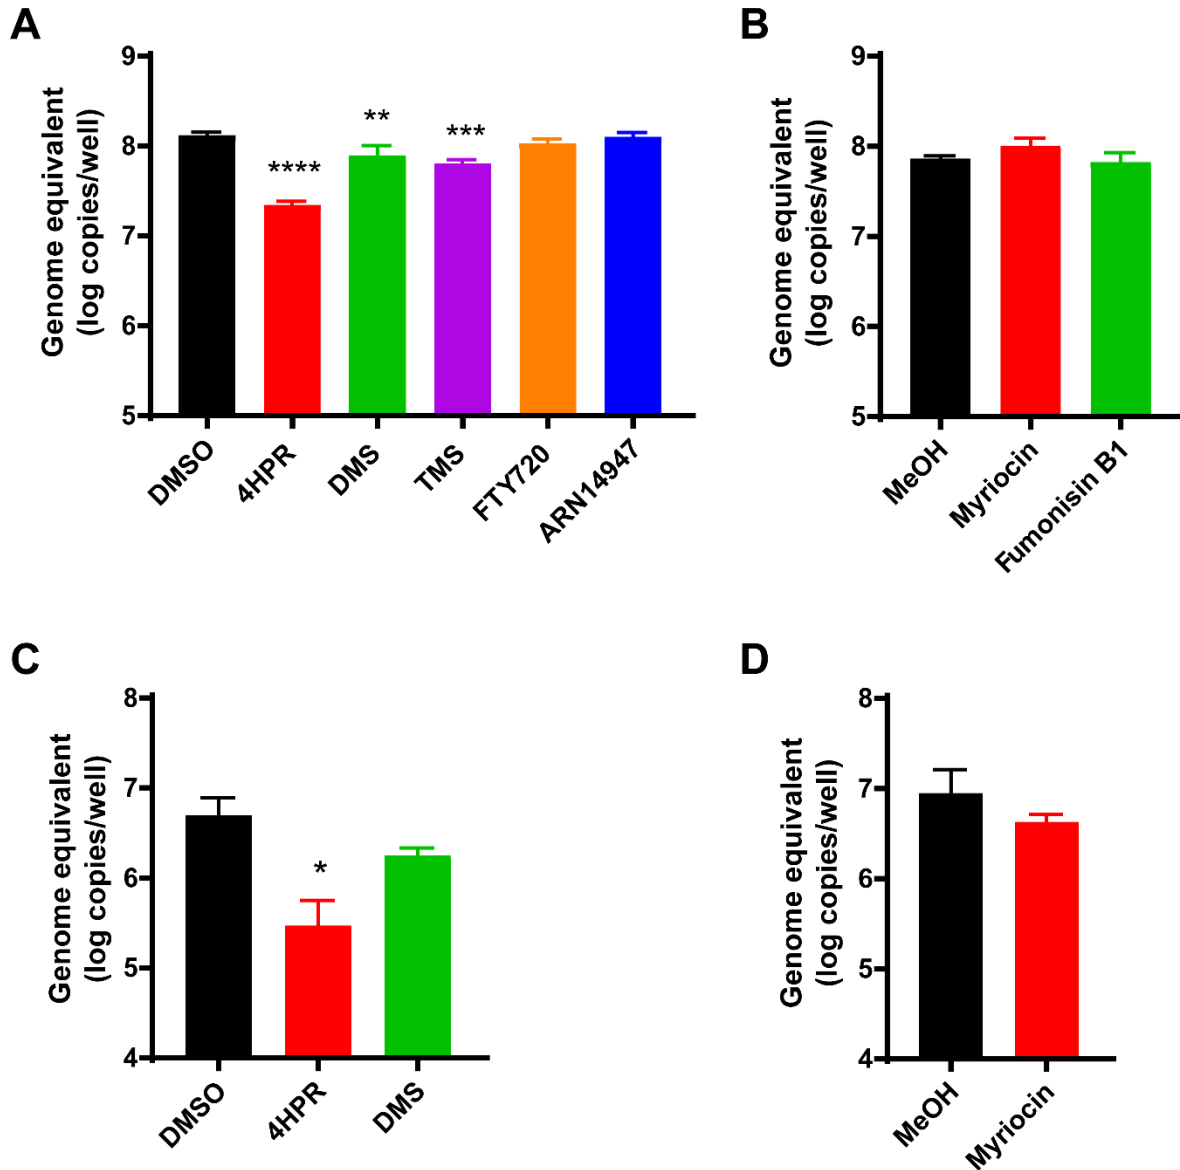 A
Genome equivalent
(log copies/well)
9
8
7
6
5
****
**
***
DMSO
4HPR
DMS
TMS
FTY720
ARN14947
B
Genome equivalent
(log copies/well)
9
8
7
6
5
MeOH
Myriocin
Fumonisin B1
C
Genome equivalent
(log copies/well)
8
7
6
5
4
*
DMSO
4HPR
DMS
D
Genome equivalent
(log copies/well)
8
7
6
5
4
MeOH
Myriocin